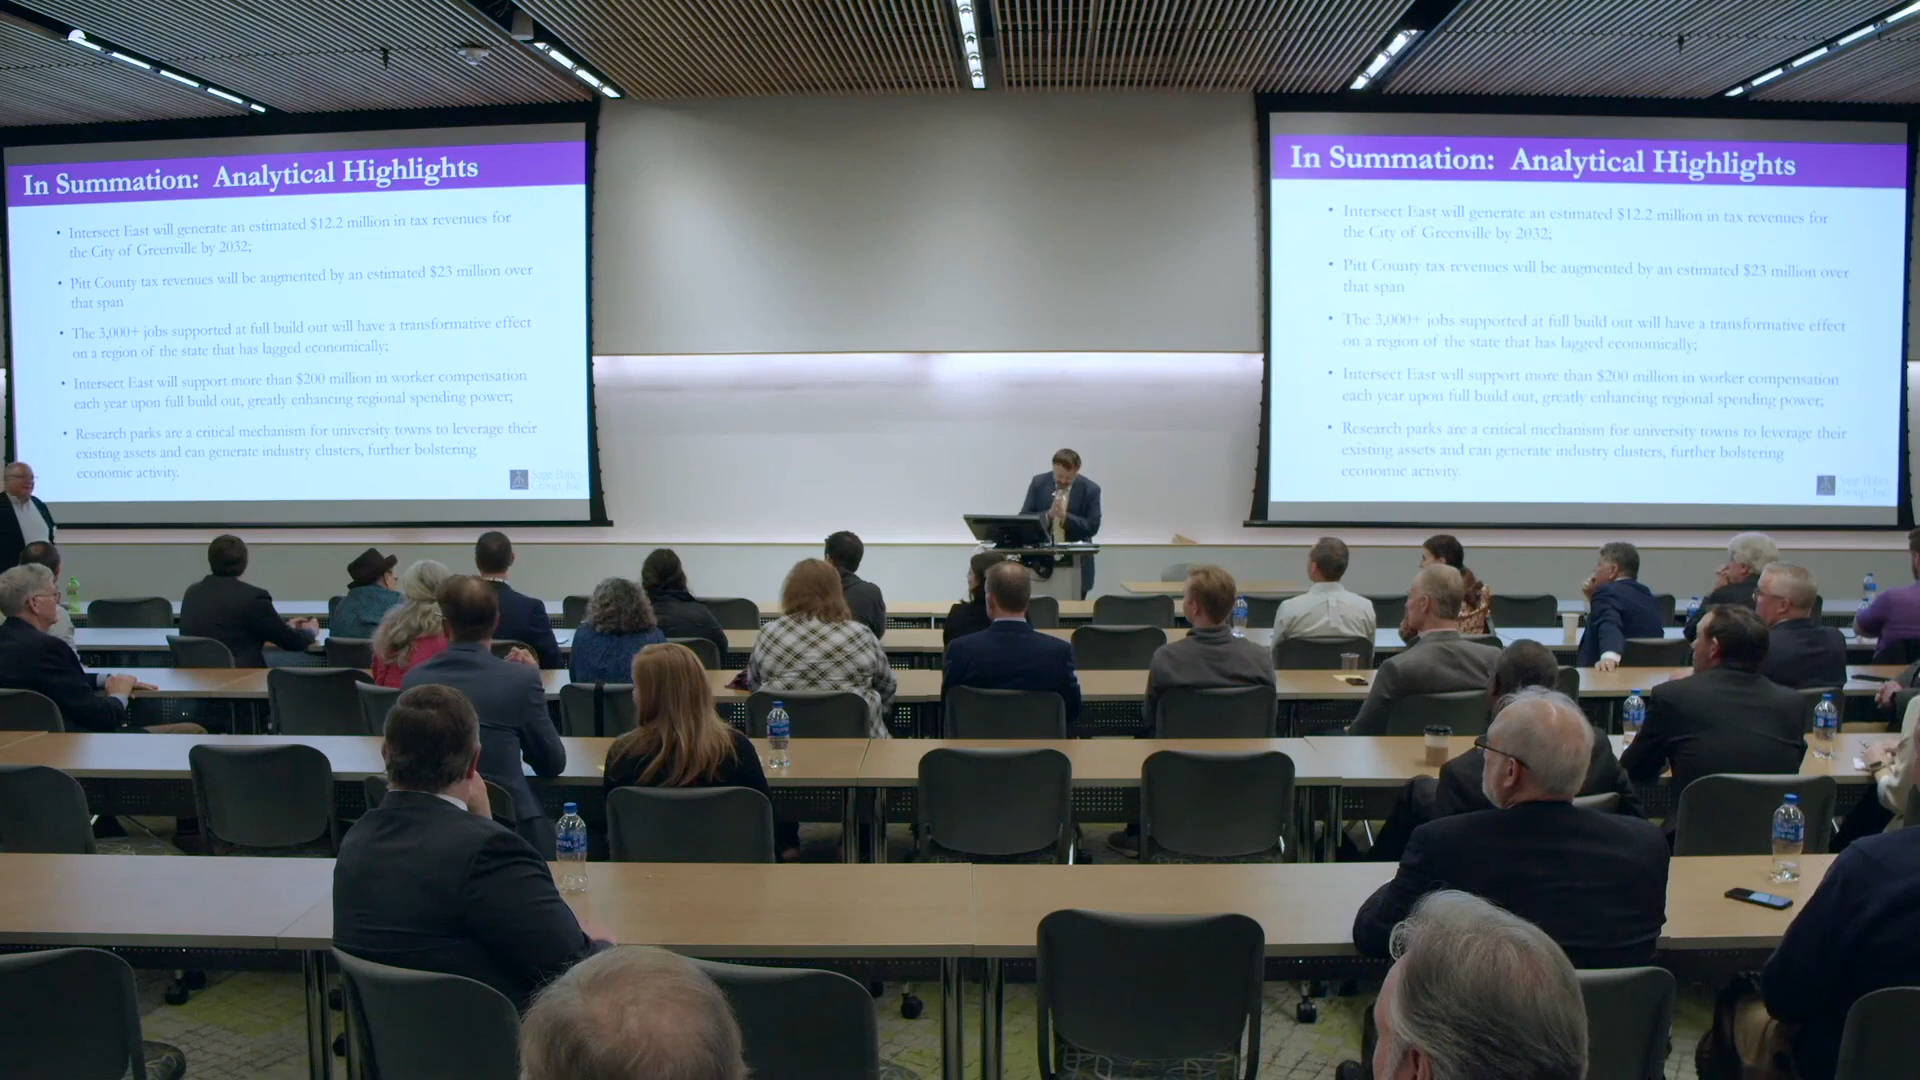 In Summation: Analytical Highlights
• Intersect East will generate an estimated $12.2 million in tax revenues for
the City of Greenville by 2032;
• Pitt County tax revenues will be augmented by an estimated $23 million over
that span
• The 3,000+ jobs supported at full build out will have a transformative effect
on a region of the state that has lagged economically;
• Intersect East will support more than $200 million in worker compensation
each year upon full build out, greatly enhancing regional spending power;
• Research parks are a critical mechanism for university towns to leverage their
existing assets and can generate industry clusters, further bolstering
economic activity.
Sage Policy
Group, Inc.
In Summation: Analytical Highlights
• Intersect East will generate an estimated $12.2 million in tax revenues for
the City of Greenville by 2032;
• Pitt County tax revenues will be augmented by an estimated $23 million over
that span
• The 3,000+ jobs supported at full build out will have a transformative effect
on a region of the state that has lagged economically;
• Intersect East will support more than $200 million in worker compensation
each year upon full build out, greatly enhancing regional spending power;
• Research parks are a critical mechanism for university towns to leverage their
existing assets and can generate industry clusters, further bolstering
economic activity.
Sage Policy
Group, Inc.